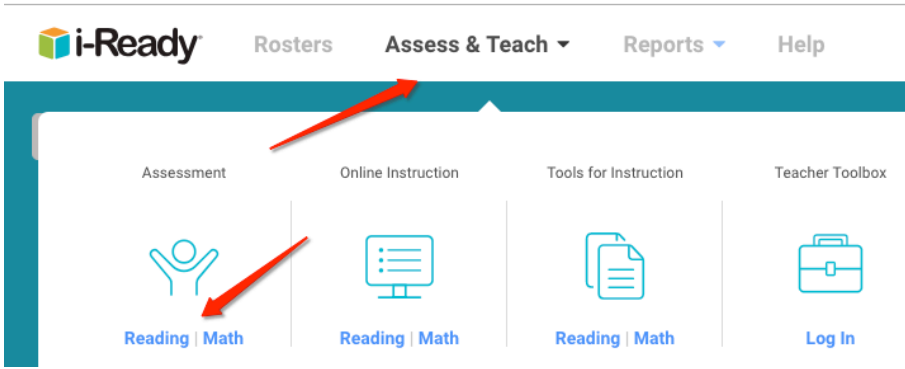 i-Ready Rosters Assess & Teach Reports Help
Assessment Online Instruction Tools for Instruction Teacher Toolbox
Reading | Math Reading | Math Reading | Math Log In